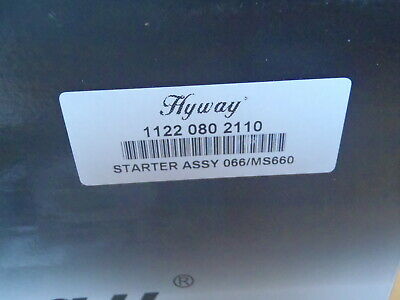 Hyway®
1122 080 2110
STARTER ASSY 066/MS660
®